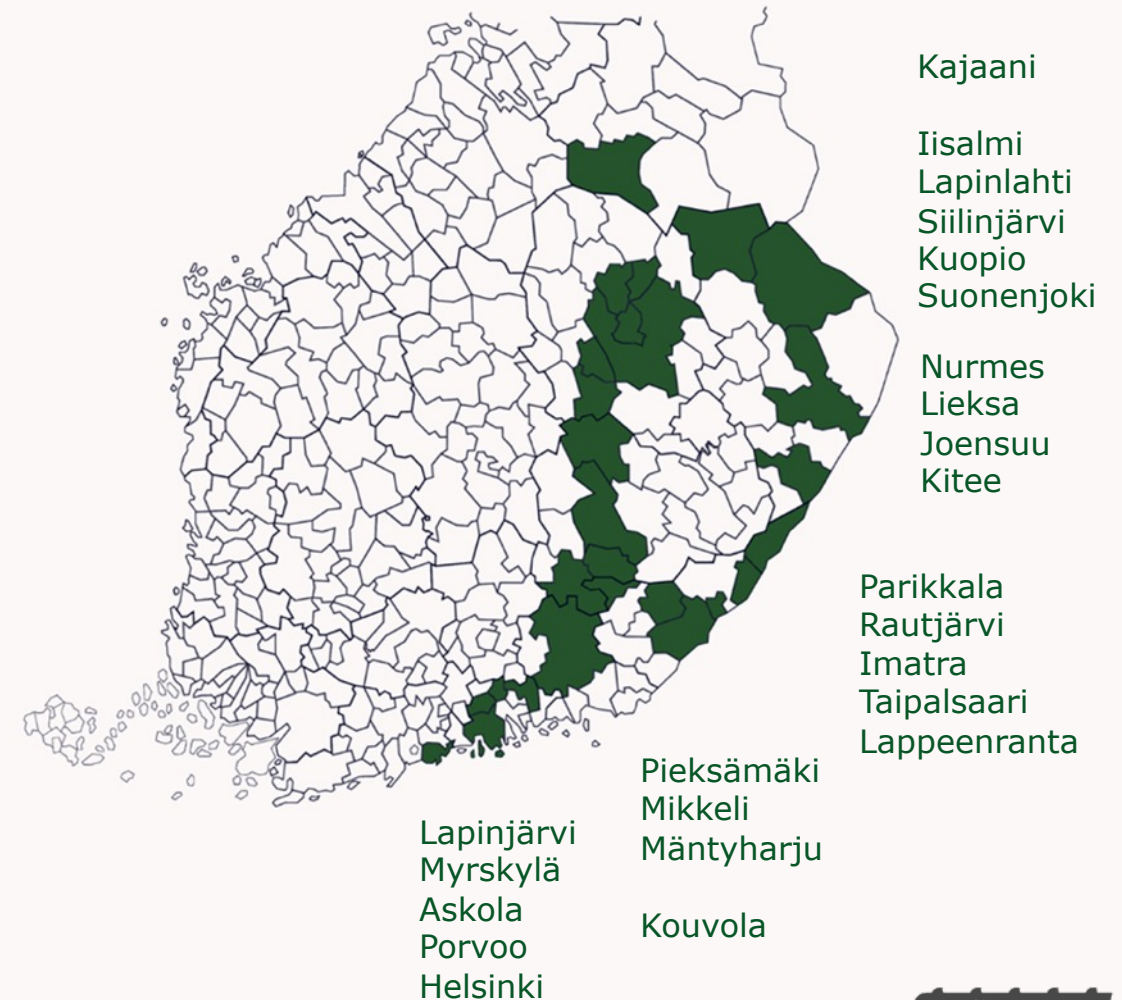 Kajaani
Iisalmi
Lapinlahti
Siilinjärvi
Kuopio
Suonenjoki
Nurmes
Lieksa
Joensuu
Kitee
Parikkala
Rautjärvi
Imatra
Taipalsaari
Lappeenranta
Pieksämäki
Mikkeli
Mäntyharju
Kouvola
Lapinjärvi
Myrskylä
Askola
Porvoo
Helsinki